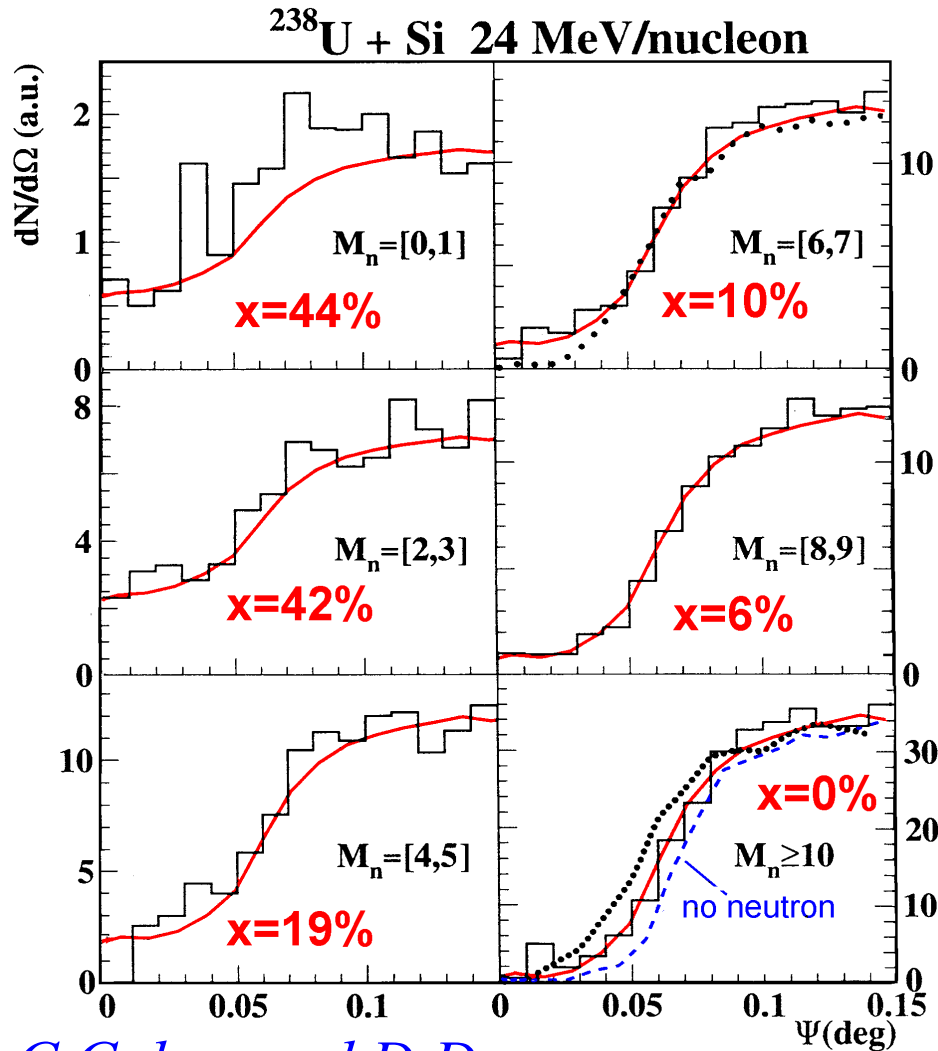 ²³⁸U + Si 24 MeV/nucleon
dN/dΩ (a.u.)
2
1
0
Mₙ=[0,1]
x=44%
10
0
Mₙ=[6,7]
x=10%
8
4
0
Mₙ=[2,3]
x=42%
10
0
Mₙ=[8,9]
x=6%
10
5
0
Mₙ=[4,5]
x=19%
30
20
10
0
x=0%
Mₙ≥10
no neutron
0 0.05 0.1 0 0.05 0.1 0.15
Ψ(deg)